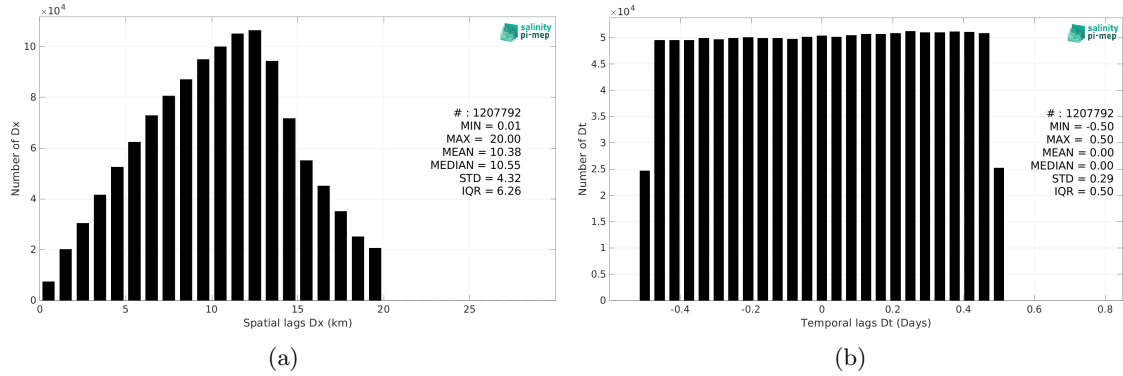 ×10⁴
salinity
pi-mep
10
8
6
4
2
0
Number of Dx
# : 1207792
MIN = 0.01
MAX = 20.00
MEAN = 10.38
MEDIAN = 10.55
STD = 4.32
IQR = 6.26
0 5 10 15 20 25
Spatial lags Dx (km)
(a)
×10⁴
salinity
pi-mep
5
4.5
4
3.5
3
2.5
2
1.5
1
0.5
0
Number of Dt
# : 1207792
MIN = -0.50
MAX = 0.50
MEAN = 0.00
MEDIAN = 0.00
STD = 0.29
IQR = 0.50
-0.4 -0.2 0 0.2 0.4 0.6 0.8
Temporal lags Dt (Days)
(b)